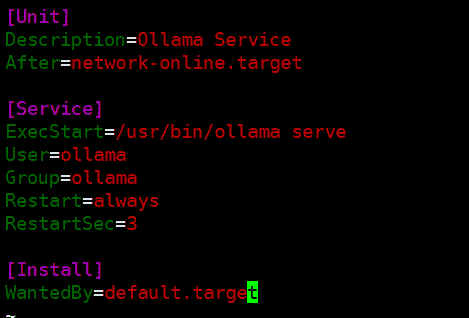 [Unit]
Description=Ollama Service
After=network-online.target

[Service]
ExecStart=/usr/bin/ollama serve
User=ollama
Group=ollama
Restart=always
RestartSec=3

[Install]
WantedBy=default.target
~